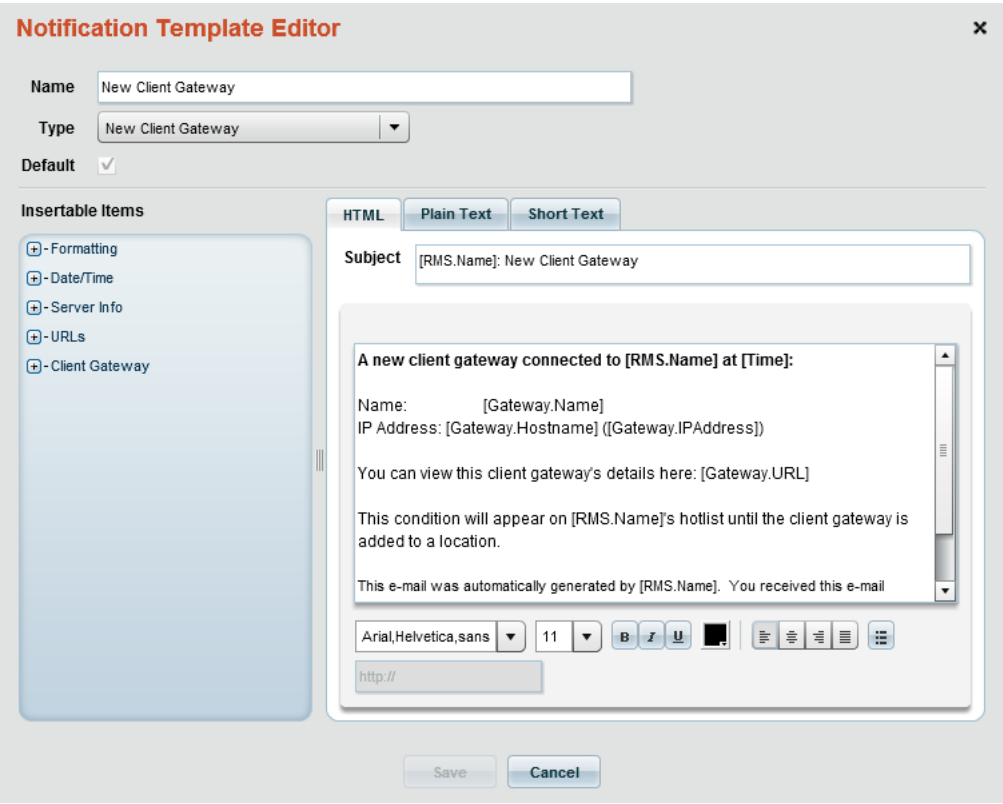 Notification Template Editor
Name New Client Gateway
Type New Client Gateway
Default
Insertable Items
Formatting
Date/Time
Server Info
URLs
Client Gateway
HTML Plain Text Short Text
Subject [RMS.Name]: New Client Gateway
A new client gateway connected to [RMS.Name] at [Time]:
Name: [Gateway.Name]
IP Address: [Gateway.Hostname] ([Gateway.IPAddress])
You can view this client gateway's details here: [Gateway.URL]
This condition will appear on [RMS.Name]'s hotlist until the client gateway is
added to a location.
This e-mail was automatically generated by [RMS.Name].  You received this e-mail
Arial,Helvetica,sans 11 B I U
http://
Save Cancel